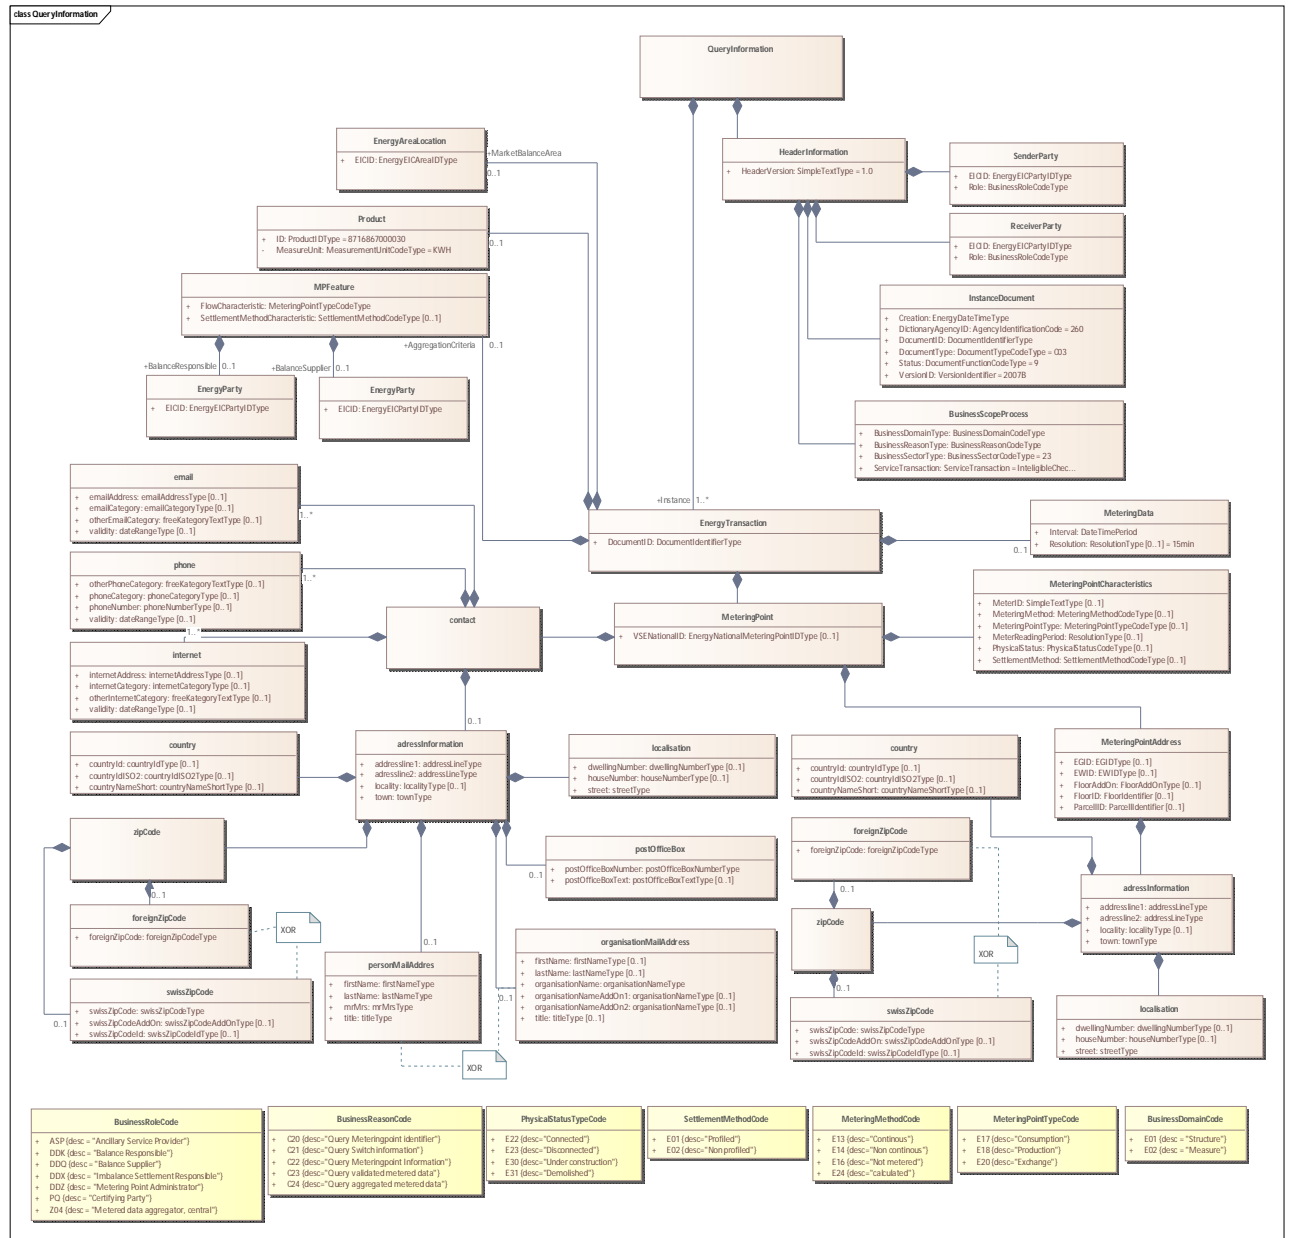 class QueryInformation
QueryInformation
EnergyAreaLocation
+ EICID: EnergyEICAreaIDType
+MarketBalanceArea
0..1
HeaderInformation
+ HeaderVersion: SimpleTextType = 1.0
SenderParty
+ EICID: EnergyEICPartyIDType
+ Role: BusinessRoleCodeType
Product
+ ID: ProductIDType = 8716867000030
- MeasureUnit: MeasurementUnitCodeType = KWH
0..1
ReceiverParty
+ EICID: EnergyEICPartyIDType
+ Role: BusinessRoleCodeType
MPFeature
+ FlowCharacteristic: MeteringPointTypeCodeType
+ SettlementMethodCharacteristic: SettlementMethodCodeType [0..1]
+AggregationCriteria
0..1
InstanceDocument
+ Creation: EnergyDateTimeType
+ DictionaryAgencyID: AgencyIdentificationCode = 260
+ DocumentID: DocumentIdentifierType
+ DocumentType: DocumentTypeCodeType = C03
+ Status: DocumentFunctionCodeType = 9
+ VersionID: VersionIdentifier = 2007B
+BalanceResponsible 0..1
+BalanceSupplier 0..1
EnergyParty
+ EICID: EnergyEICPartyIDType
EnergyParty
+ EICID: EnergyEICPartyIDType
BusinessScopeProcess
+ BusinessDomainType: BusinessDomainCodeType
+ BusinessReasonType: BusinessReasonCodeType
+ BusinessSectorType: BusinessSectorCodeType = 23
+ ServiceTransaction: ServiceTransaction = InteligibleChec...
email
+ emailAddress: emailAddressType [0..1]
+ emailCategory: emailCategoryType [0..1]
+ otherEmailCategory: freeKategoryTextType [0..1]
+ validity: dateRangeType [0..1]
1..*
+Instance 1..*
EnergyTransaction
+ DocumentID: DocumentIdentifierType
MeteringData
+ Interval: DateTimePeriod
+ Resolution: ResolutionType [0..1] = 15min
0..1
phone
+ otherPhoneCategory: freeKategoryTextType [0..1]
+ phoneCategory: phoneCategoryType [0..1]
+ phoneNumber: phoneNumberType [0..1]
+ validity: dateRangeType [0..1]
1..*
MeteringPointCharacteristics
+ MeterID: SimpleTextType [0..1]
+ MeteringMethod: MeteringMethodCodeType [0..1]
+ MeteringPointType: MeteringPointTypeCodeType [0..1]
+ MeterReadingPeriod: ResolutionType [0..1]
+ PhysicalStatus: PhysicalStatusCodeType [0..1]
+ SettlementMethod: SettlementMethodCodeType [0..1]
contact
MeteringPoint
+ VSENationalID: EnergyNationalMeteringPointIDType [0..1]
1..*
internet
+ internetAddress: internetAddressType [0..1]
+ internetCategory: internetCategoryType [0..1]
+ otherInternetCategory: freeKategoryTextType [0..1]
+ validity: dateRangeType [0..1]
0..1
country
+ countryId: countryIdType [0..1]
+ countryIdISO2: countryIdISO2Type [0..1]
+ countryNameShort: countryNameShortType [0..1]
adressInformation
+ addressline1: addressLineType
+ adressline2: addressLineType
+ locality: localityType [0..1]
+ town: townType
localisation
+ dwellingNumber: dwellingNumberType [0..1]
+ houseNumber: houseNumberType [0..1]
+ street: streetType
country
+ countryId: countryIdType [0..1]
+ countryIdISO2: countryIdISO2Type [0..1]
+ countryNameShort: countryNameShortType [0..1]
MeteringPointAddress
+ EGID: EGIDType [0..1]
+ EWID: EWIDType [0..1]
+ FloorAddOn: FloorAddOnType [0..1]
+ FloorID: FloorIdentifier [0..1]
+ ParcellID: ParcellIdentifier [0..1]
zipCode
0..1
postOfficeBox
+ postOfficeBoxNumber: postOfficeBoxNumberType
+ postOfficeBoxText: postOfficeBoxTextType [0..1]
0..1
foreignZipCode
+ foreignZipCode: foreignZipCodeType
0..1
adressInformation
+ addressline1: addressLineType
+ adressline2: addressLineType
+ locality: localityType [0..1]
+ town: townType
foreignZipCode
+ foreignZipCode: foreignZipCodeType
XOR
zipCode
XOR
0..1
personMailAddres
+ firstName: firstNameType
+ lastName: lastNameType
+ mrMrs: mrMrsType
+ title: titleType
0..1
organisationMailAddress
+ firstName: firstNameType [0..1]
+ lastName: lastNameType [0..1]
+ organisationName: organisationNameType
+ organisationNameAddOn1: organisationNameType [0..1]
+ organisationNameAddOn2: organisationNameType [0..1]
+ title: titleType [0..1]
swissZipCode
+ swissZipCode: swissZipCodeType
+ swissZipCodeAddOn: swissZipCodeAddOnType [0..1]
+ swissZipCodeId: swissZipCodeIdType [0..1]
0..1
0..1
swissZipCode
+ swissZipCode: swissZipCodeType
+ swissZipCodeAddOn: swissZipCodeAddOnType [0..1]
+ swissZipCodeId: swissZipCodeIdType [0..1]
localisation
+ dwellingNumber: dwellingNumberType [0..1]
+ houseNumber: houseNumberType [0..1]
+ street: streetType
XOR
BusinessRoleCode
+ ASP {desc = "Ancillary Service Provider"}
+ DDK {desc = "Balance Responsible"}
+ DDQ {desc = "Balance Supplier"}
+ DDX {desc = "Imbalance Settlement Responsible"}
+ DDZ {desc = "Metering Point Administrator"}
+ PQ {desc = "Certifying Party"}
+ Z04 {desc = "Metered data aggregator, central"}
BusinessReasonCode
+ C20 {desc="Query Meteringpoint identifier"}
+ C21 {desc="Query Switch information"}
+ C22 {desc="Query Meteringpoint Information"}
+ C23 {desc="Query validated metered data"}
+ C24 {desc="Query aggregated metered data"}
PhysicalStatusTypeCode
+ E22 {desc="Connected"}
+ E23 {desc="Disconnected"}
+ E30 {desc="Under construction"}
+ E31 {desc="Demolished"}
SettlementMethodCode
+ E01 {desc="Profiled"}
+ E02 {desc="Non profiled"}
MeteringMethodCode
+ E13 {desc="Continous"}
+ E14 {desc="Non continous"}
+ E16 {desc="Not metered"}
+ E24 {desc="calculated"}
MeteringPointTypeCode
+ E17 {desc="Consumption"}
+ E18 {desc="Production"}
+ E20 {desc="Exchange"}
BusinessDomainCode
+ E01 {desc = "Structure"}
+ E02 {desc = "Measure"}